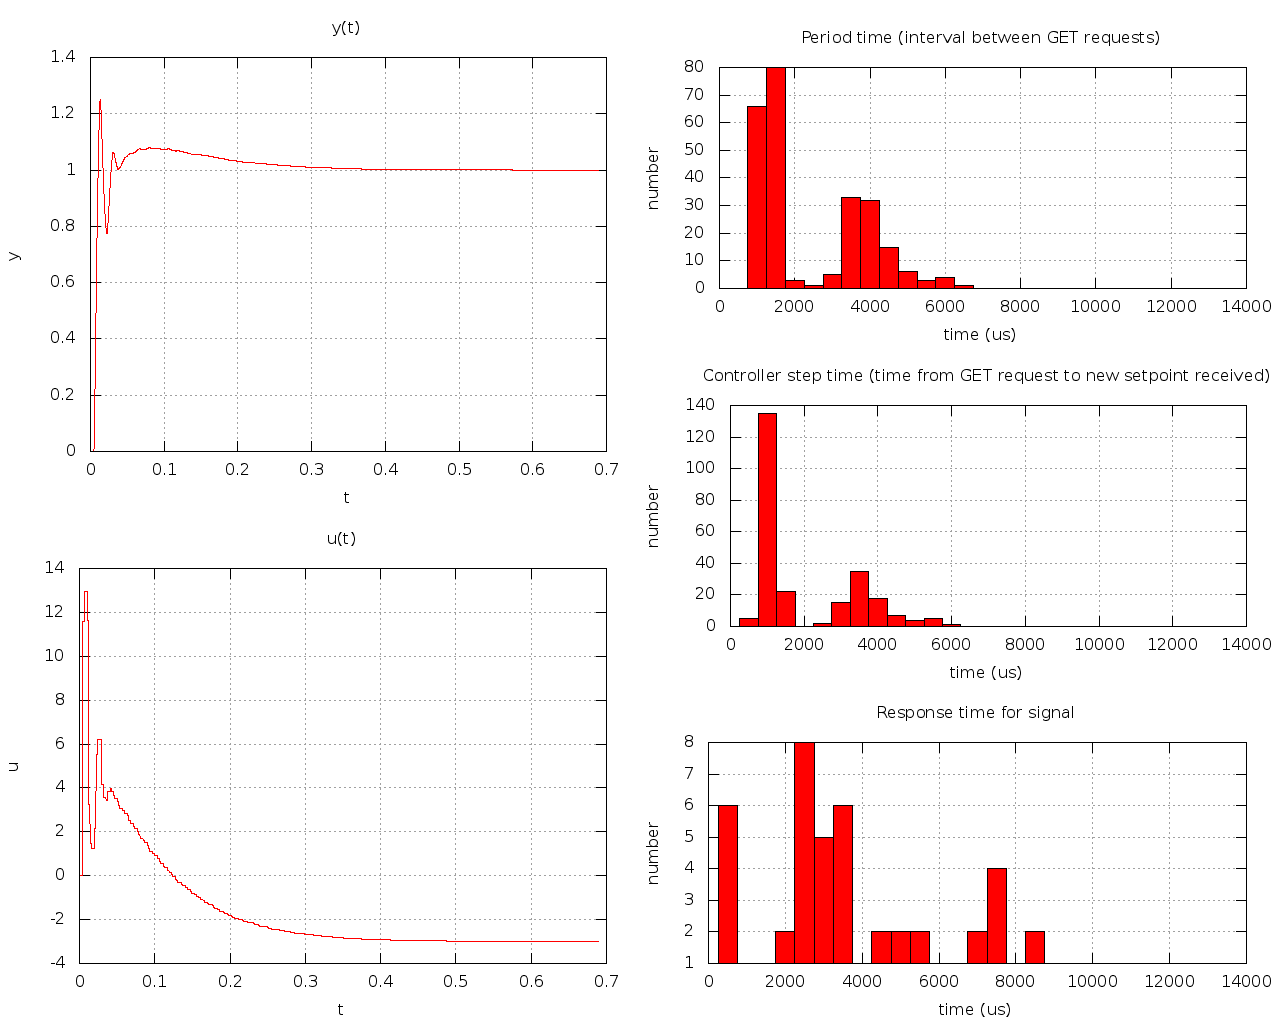 y(t)
1.4
1.2
1
0.8
0.6
0.4
0.2
0
y
0 0.1 0.2 0.3 0.4 0.5 0.6 0.7
t
u(t)
14
12
10
8
6
4
2
0
-2
-4
u
0 0.1 0.2 0.3 0.4 0.5 0.6 0.7
t
Period time (interval between GET requests)
80
70
60
50
40
30
20
10
0
number
0 2000 4000 6000 8000 10000 12000 14000
time (us)
Controller step time (time from GET request to new setpoint received)
140
120
100
80
60
40
20
0
number
0 2000 4000 6000 8000 10000 12000 14000
time (us)
Response time for signal
8
7
6
5
4
3
2
1
number
0 2000 4000 6000 8000 10000 12000 14000
time (us)